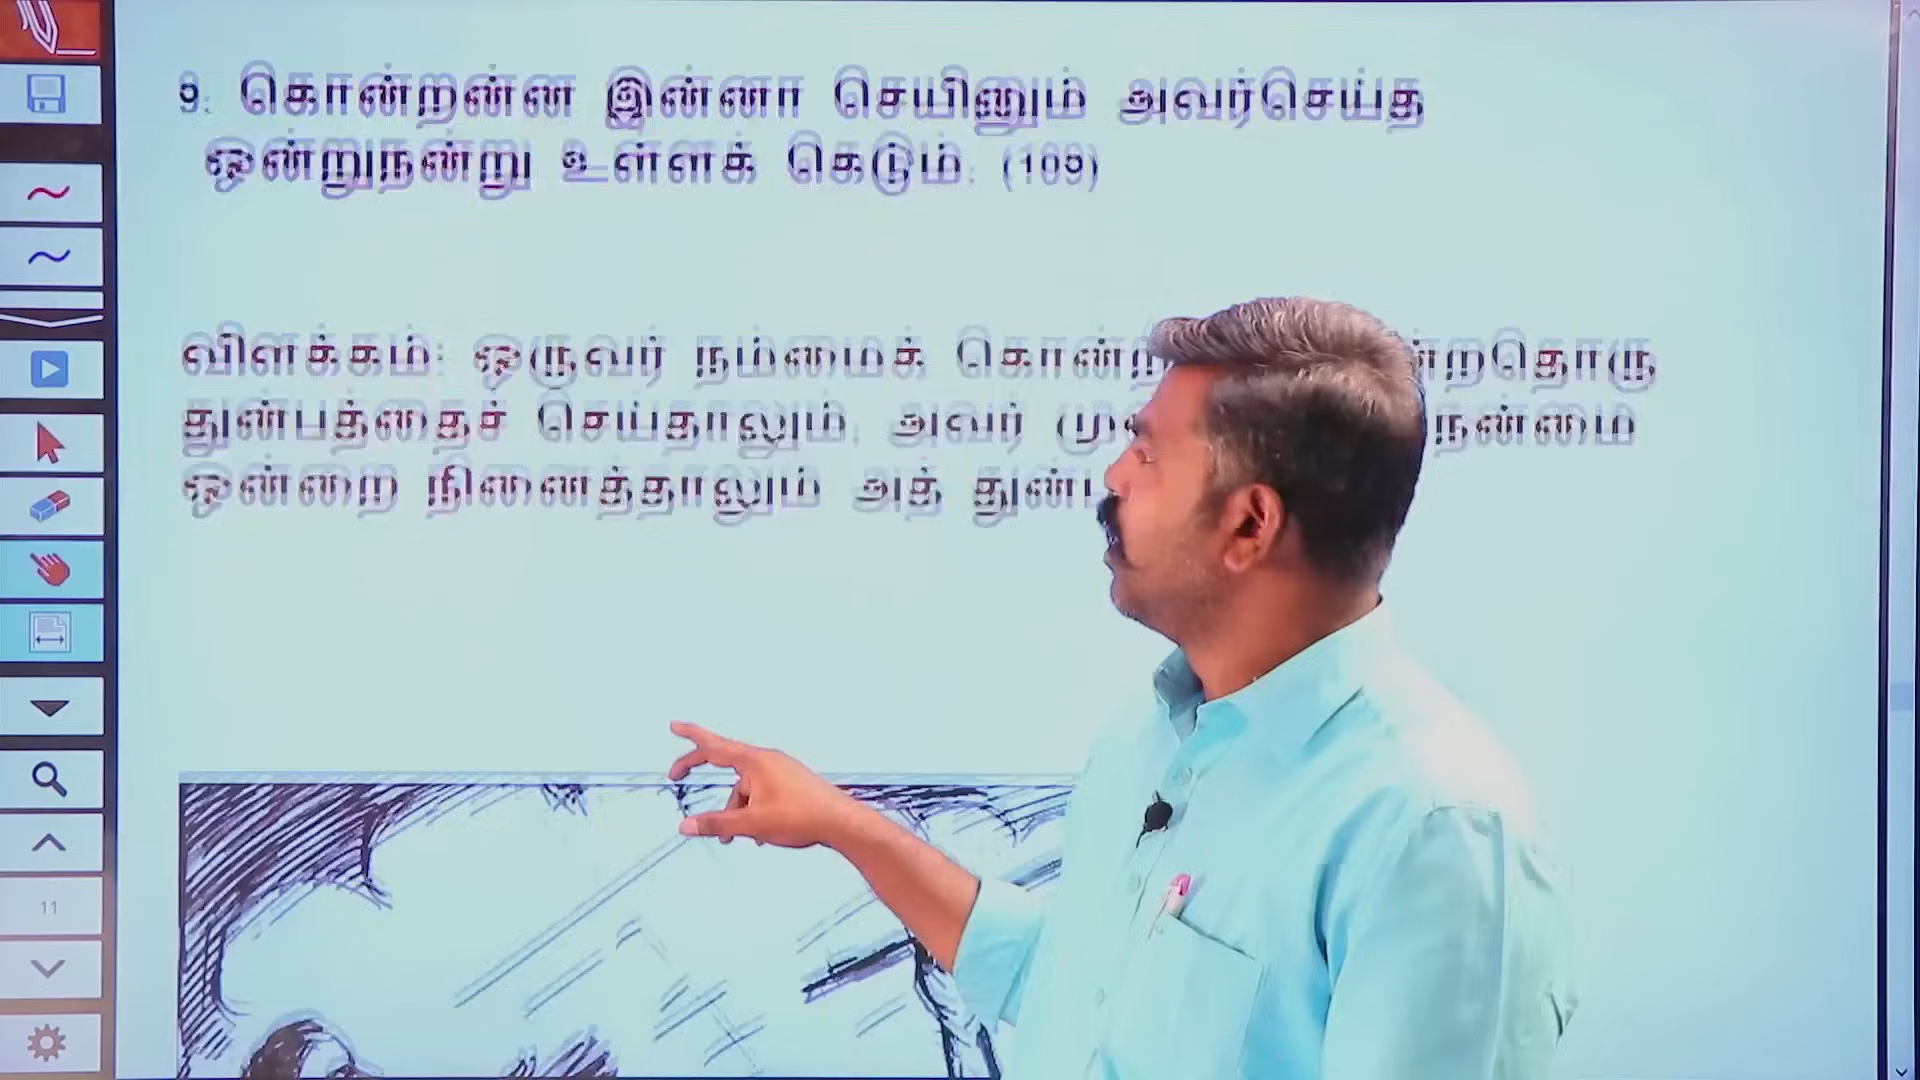 9. கொன்றன்ன இன்னா செயினும் அவர்செய்த
ஒன்றுநன்று உள்ளக் கெடும். (109)
விளக்கம்: ஒருவர் நம்மைக்
துன்பத்தைச் செய்தாலும், அவர் நன்மை
ஒன்றை நினைத்தாலும் அத்
11